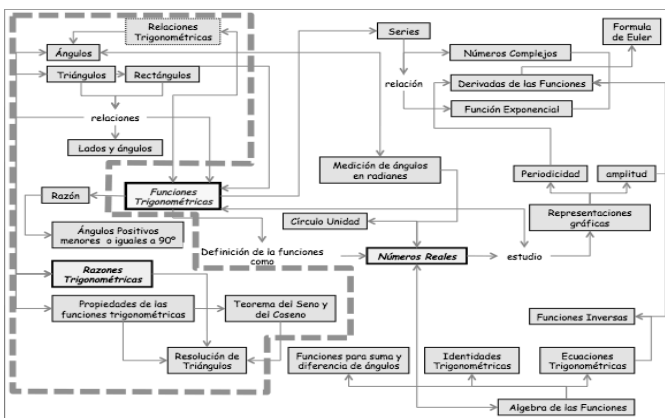 Relaciones
Trigonométricas
Ángulos
Triángulos
Rectángulos
relaciones
Lados y ángulos
Razón
Funciones
Trigonométricas
Ángulos Positivos
menores o iguales a 90º
Razones
Trigonométricas
Propiedades de las
funciones trigonométricas
Teorema del Seno y
del Coseno
Resolución de
Triángulos
Definición de la funciones
como
Series
relación
Números Complejos
Formula
de Euler
Derivadas de las Funciones
Función Exponencial
Medición de ángulos
en radianes
Periodicidad
amplitud
Círculo Unidad
Representaciones
gráficas
Números Reales
estudio
Funciones Inversas
Funciones para suma y
diferencia de ángulos
Identidades
Trigonométricas
Ecuaciones
Trigonométricas
Algebra de las Funciones